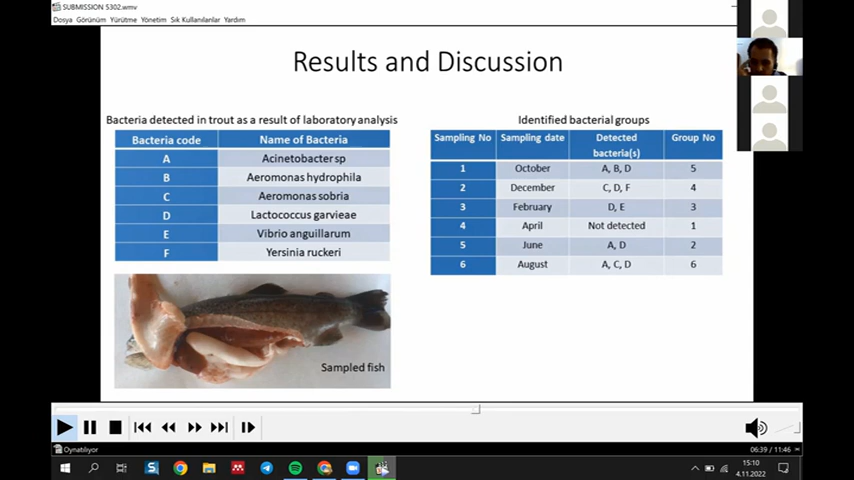 SUBMISSION 5302.wmv
Dosya Görünüm Yürütme Yönetim Sık Kullanılanlar Yardım
Results and Discussion
Bacteria detected in trout as a result of laboratory analysis
Bacteria code Name of Bacteria
A Acinetobacter sp
B Aeromonas hydrophila
C Aeromonas sobria
D Lactococcus garvieae
E Vibrio anguillarum
F Yersinia ruckeri
Sampled fish
Identified bacterial groups
Sampling No Sampling date Detected bacteria(s) Group No
1 October A, B, D 5
2 December C, D, F 4
3 February D, E 3
4 April Not detected 1
5 June A, D 2
6 August A, C, D 6
Oynatılıyor
06:39 / 11:46
15:10
4.11.2022